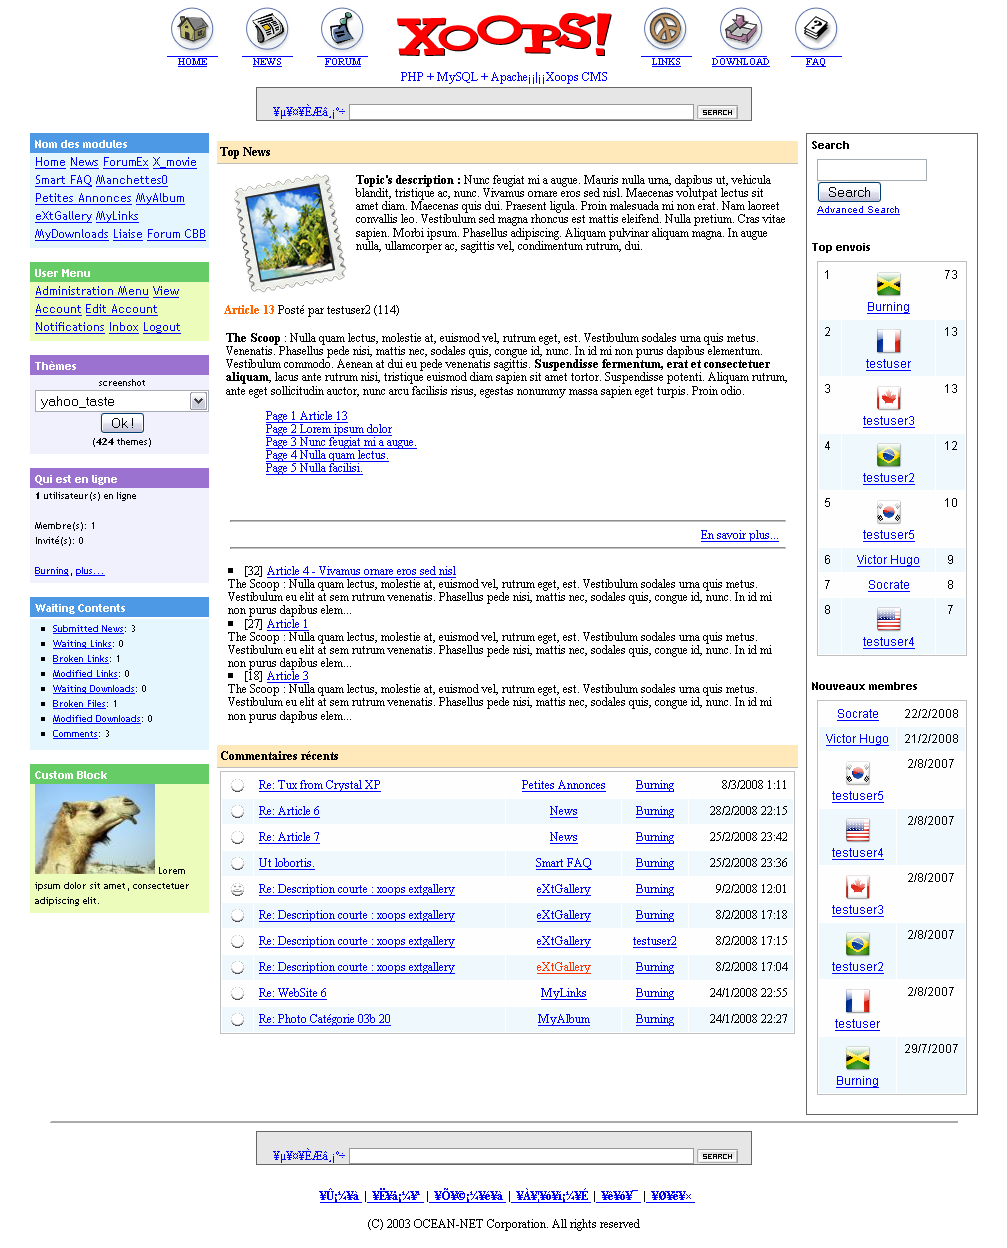 XOOPS!
HOME NEWS FORUM LINKS DOWNLOAD FAQ
PHP + MySQL + Apache¡¡|¡¡Xoops CMS
SEARCH
Nom des modules
Home News ForumEx X_movie
Smart FAQ Manchettes0
Petites Annonces MyAlbum
eXtGallery MyLinks
MyDownloads Liaise Forum CBB
User Menu
Administration Menu View
Account Edit Account
Notifications Inbox Logout
Thèmes
screenshot
yahoo_taste
Ok !
(424 themes)
Qui est en ligne
1 utilisateur(s) en ligne
Membre(s): 1
Invité(s): 0
Burning, plus...
Waiting Contents
Submitted News: 3
Waiting Links: 0
Broken Links: 1
Modified Links: 0
Waiting Downloads: 0
Broken Files: 1
Modified Downloads: 0
Comments: 3
Custom Block
Lorem
ipsum dolor sit amet, consectetuer
adipiscing elit.
Top News
Topic's description : Nunc feugiat mi a augue. Mauris nulla urna, dapibus ut, vehicula
blandit, tristique ac, nunc. Vivamus ornare eros sed nisl. Maecenas volutpat lectus sit
amet diam. Maecenas quis dui. Praesent ligula. Proin malesuada mi non erat. Nam laoreet
convallis leo. Vestibulum sed magna rhoncus est mattis eleifend. Nulla pretium. Cras vitae
sapien. Morbi ipsum. Phasellus adipiscing. Aliquam pulvinar aliquam magna. In augue
nulla, ullamcorper ac, sagittis vel, condimentum rutrum, dui.
Article 13 Posté par testuser2 (114)
The Scoop : Nulla quam lectus, molestie at, euismod vel, rutrum eget, est. Vestibulum sodales urna quis metus.
Venenatis. Phasellus pede nisi, mattis nec, sodales quis, congue id, nunc. In id mi non purus dapibus elementum.
Vestibulum commodo. Aenean at dui eu pede venenatis sagittis. Suspendisse fermentum, erat et consectetuer
aliquam, lacus ante rutrum nisi, tristique euismod diam sapien sit amet tortor. Suspendisse potenti. Aliquam rutrum,
ante eget sollicitudin auctor, nunc arcu facilisis risus, egestas nonummy massa sapien eget turpis. Proin odio.
Page 1 Article 13
Page 2 Lorem ipsum dolor
Page 3 Nunc feugiat mi a augue.
Page 4 Nulla quam lectus.
Page 5 Nulla facilisi.
En savoir plus...
[32] Article 4 - Vivamus ornare eros sed nisl
The Scoop : Nulla quam lectus, molestie at, euismod vel, rutrum eget, est. Vestibulum sodales urna quis metus.
Vestibulum eu elit at sem rutrum venenatis. Phasellus pede nisi, mattis nec, sodales quis, congue id, nunc. In id mi
non purus dapibus elem...
[27] Article 1
The Scoop : Nulla quam lectus, molestie at, euismod vel, rutrum eget, est. Vestibulum sodales urna quis metus.
Vestibulum eu elit at sem rutrum venenatis. Phasellus pede nisi, mattis nec, sodales quis, congue id, nunc. In id mi
non purus dapibus elem...
[18] Article 3
The Scoop : Nulla quam lectus, molestie at, euismod vel, rutrum eget, est. Vestibulum sodales urna quis metus.
Vestibulum eu elit at sem rutrum venenatis. Phasellus pede nisi, mattis nec, sodales quis, congue id, nunc. In id mi
non purus dapibus elem...
Commentaires récents
Re: Tux from Crystal XP Petites Annonces Burning 8/3/2008 1:11
Re: Article 6 News Burning 28/2/2008 22:15
Re: Article 7 News Burning 25/2/2008 23:42
Ut lobortis. Smart FAQ Burning 25/2/2008 23:36
Re: Description courte : xoops extgallery eXtGallery Burning 9/2/2008 12:01
Re: Description courte : xoops extgallery eXtGallery Burning 8/2/2008 17:18
Re: Description courte : xoops extgallery eXtGallery testuser2 8/2/2008 17:15
Re: Description courte : xoops extgallery eXtGallery Burning 8/2/2008 17:04
Re: WebSite 6 MyLinks Burning 24/1/2008 22:55
Re: Photo Catégorie 03b 20 MyAlbum Burning 24/1/2008 22:27
Search
Search
Advanced Search
Top envois
1 Burning 73
2 testuser 13
3 testuser3 13
4 testuser2 12
5 testuser5 10
6 Victor Hugo 9
7 Socrate 8
8 testuser4 7
Nouveaux membres
Socrate 22/2/2008
Victor Hugo 21/2/2008
testuser5 2/8/2007
testuser4 2/8/2007
testuser3 2/8/2007
testuser2 2/8/2007
testuser 2/8/2007
Burning 29/7/2007
SEARCH
(C) 2003 OCEAN-NET Corporation. All rights reserved